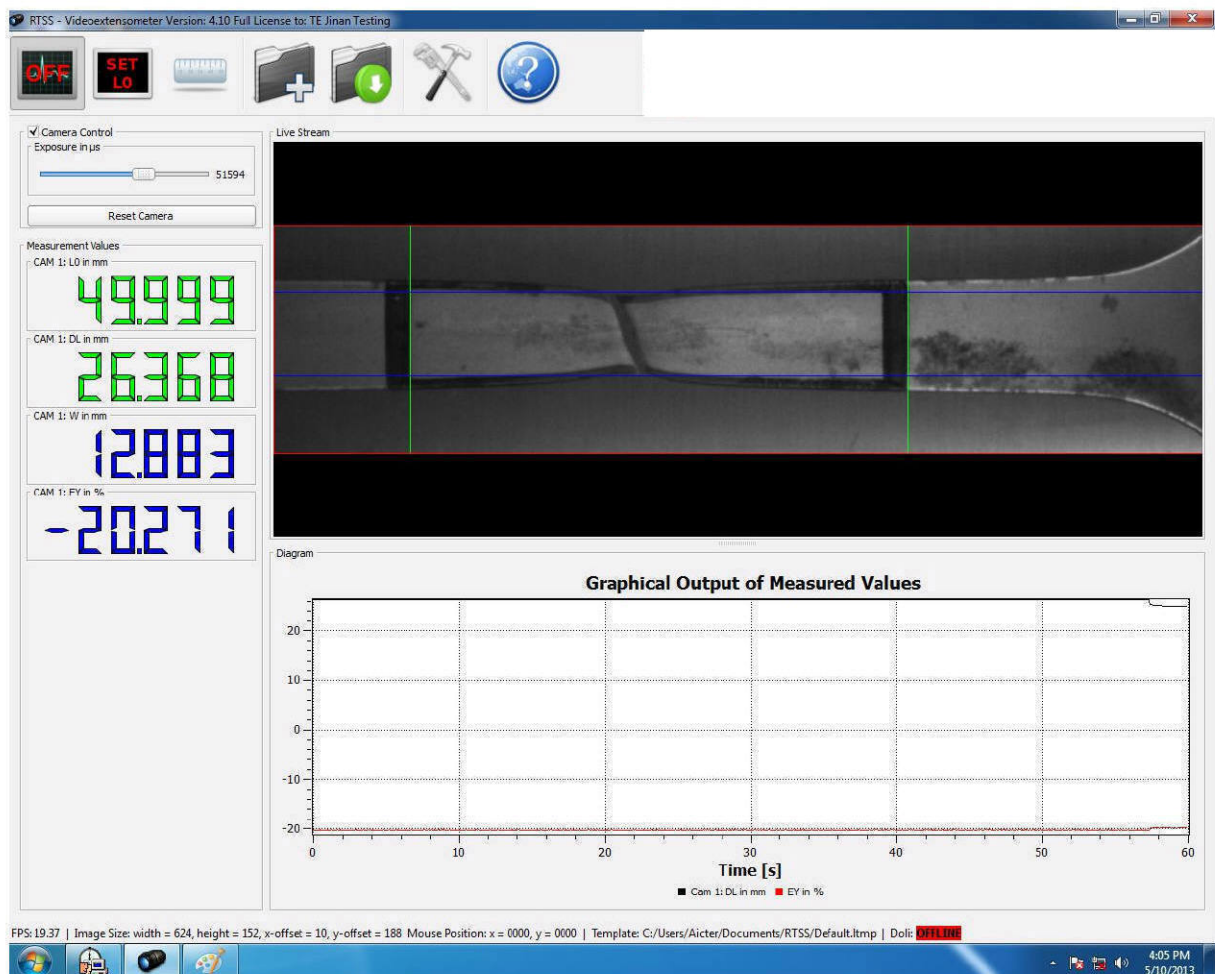 RTSS - Videoextensometer Version: 4.10 Full License to: TE Jinan Testing
OFF
SET
L0
?
Camera Control
Exposure in µs
51594
Reset Camera
Measurement Values
CAM 1: L0 in mm
49.999
CAM 1: DL in mm
26.368
CAM 1: W in mm
12.883
CAM 1: EY in %
-20.271
Live Stream
Diagram
Graphical Output of Measured Values
20
10
0
-10
-20
0 10 20 30 40 50 60
Time [s]
Cam 1: DL in mm EY in %
FPS: 19.37 | Image Size: width = 624, height = 152, x-offset = 10, y-offset = 188 Mouse Position: x = 0000, y = 0000 | Template: C:/Users/Aicter/Documents/RTSS/Default.ltmp | Doli: OFFLINE
4:05 PM
5/10/2013